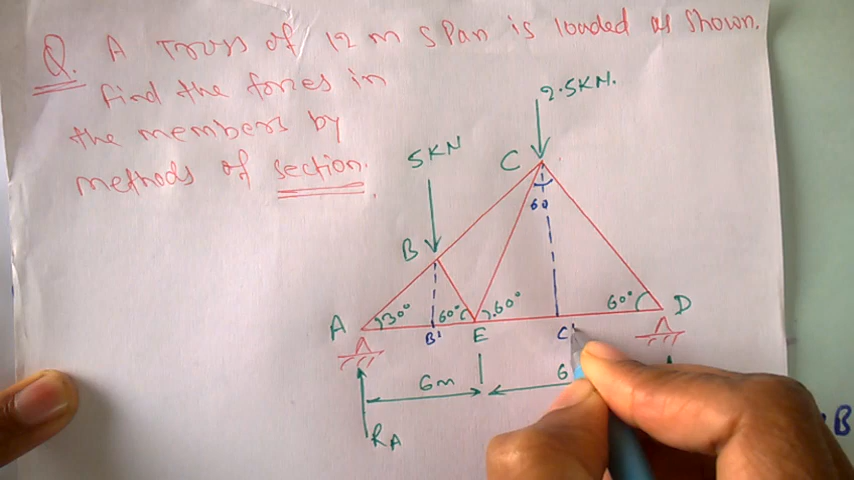 Q. A Truss of 12 m span is loaded as shown.
find the forces in
the members by
methods of section.
2.5KN.
5KN
C
60
B
A 30° 60° 60° 60° D
B' E C'
6m 6
RA
B